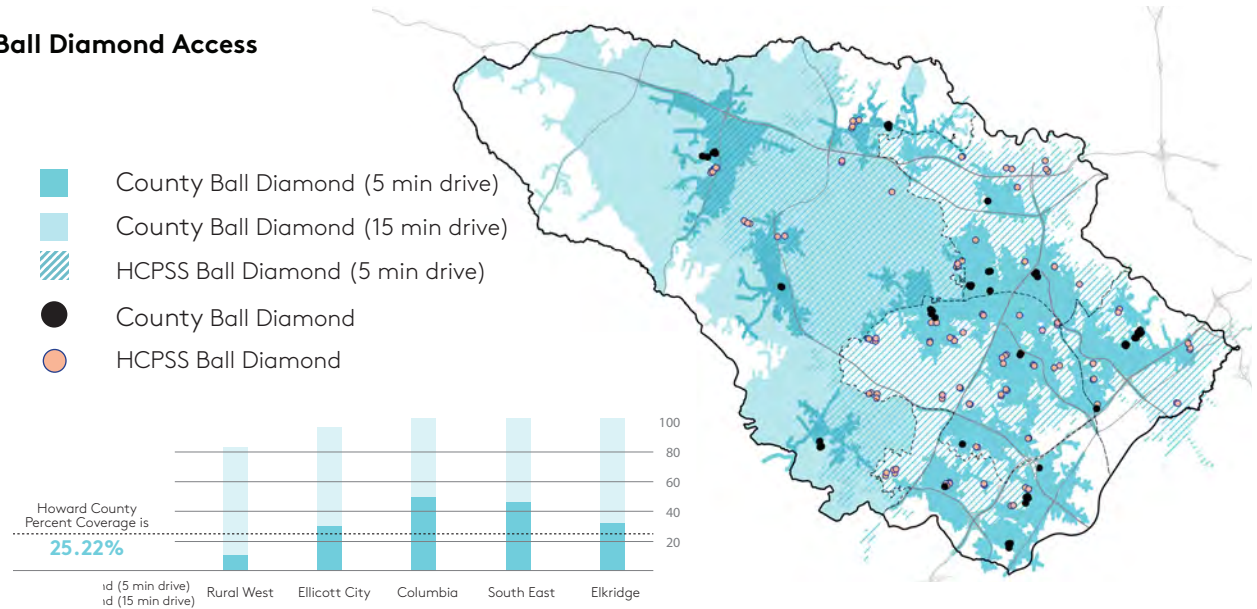 Ball Diamond Access
County Ball Diamond (5 min drive)
County Ball Diamond (15 min drive)
HCPSS Ball Diamond (5 min drive)
County Ball Diamond
HCPSS Ball Diamond
100
80
60
40
20
Howard County
Percent Coverage is
25.22%
(5 min drive)
(15 min drive)
Rural West
Ellicott City
Columbia
South East
Elkridge